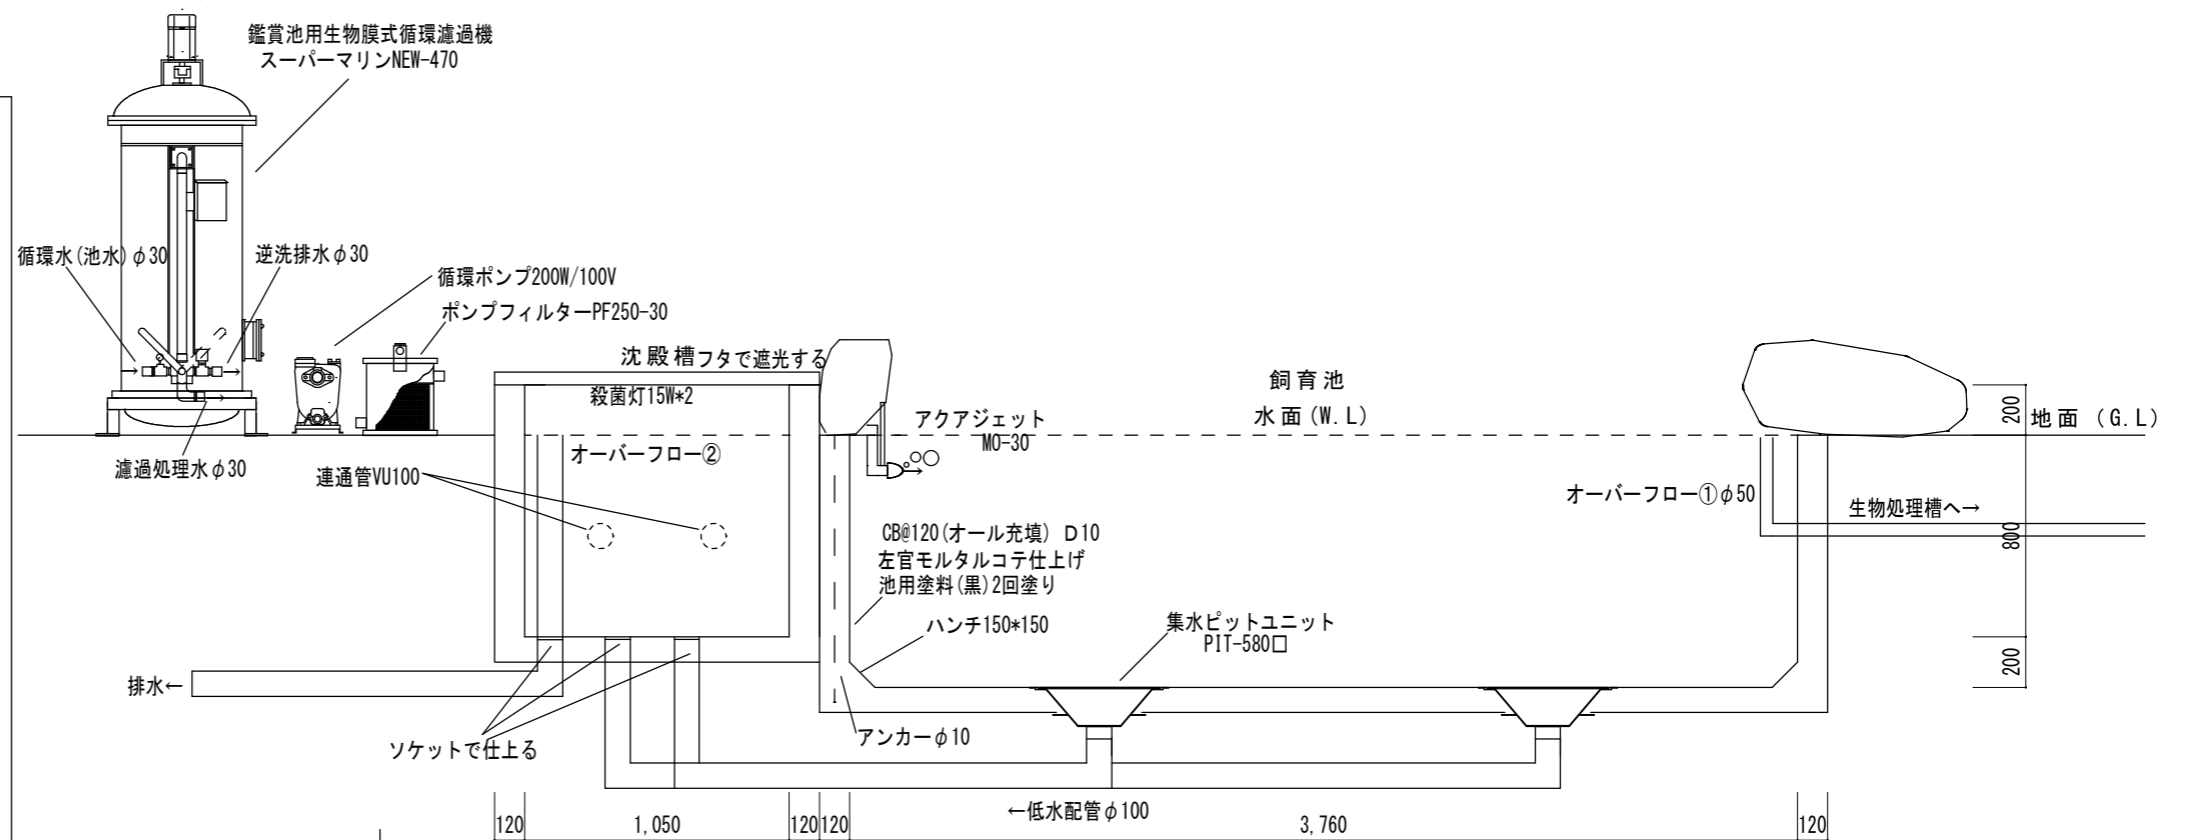 鑑賞池用生物膜式循環濾過機
スーパーマリンNEW-470
循環水(池水)φ30
逆洗排水φ30
循環ポンプ200W/100V
ポンプフィルターPF250-30
沈殿槽フタで遮光する
殺菌灯15W*2
飼育池
水面(W.L)
アクアジェット
MO-30
200
地面 (G.L)
濾過処理水φ30
連通管VU100
オーバーフロー②
オーバーフロー①φ50
生物処理槽へ→
800
CB@120(オール充填) D10
左官モルタルコテ仕上げ
池用塗料(黒)2回塗り
ハンチ150*150
集水ピットユニット
PIT-580□
200
排水←
ソケットで仕上る
アンカーφ10
←低水配管φ100
120
1,050
120
120
3,760
120